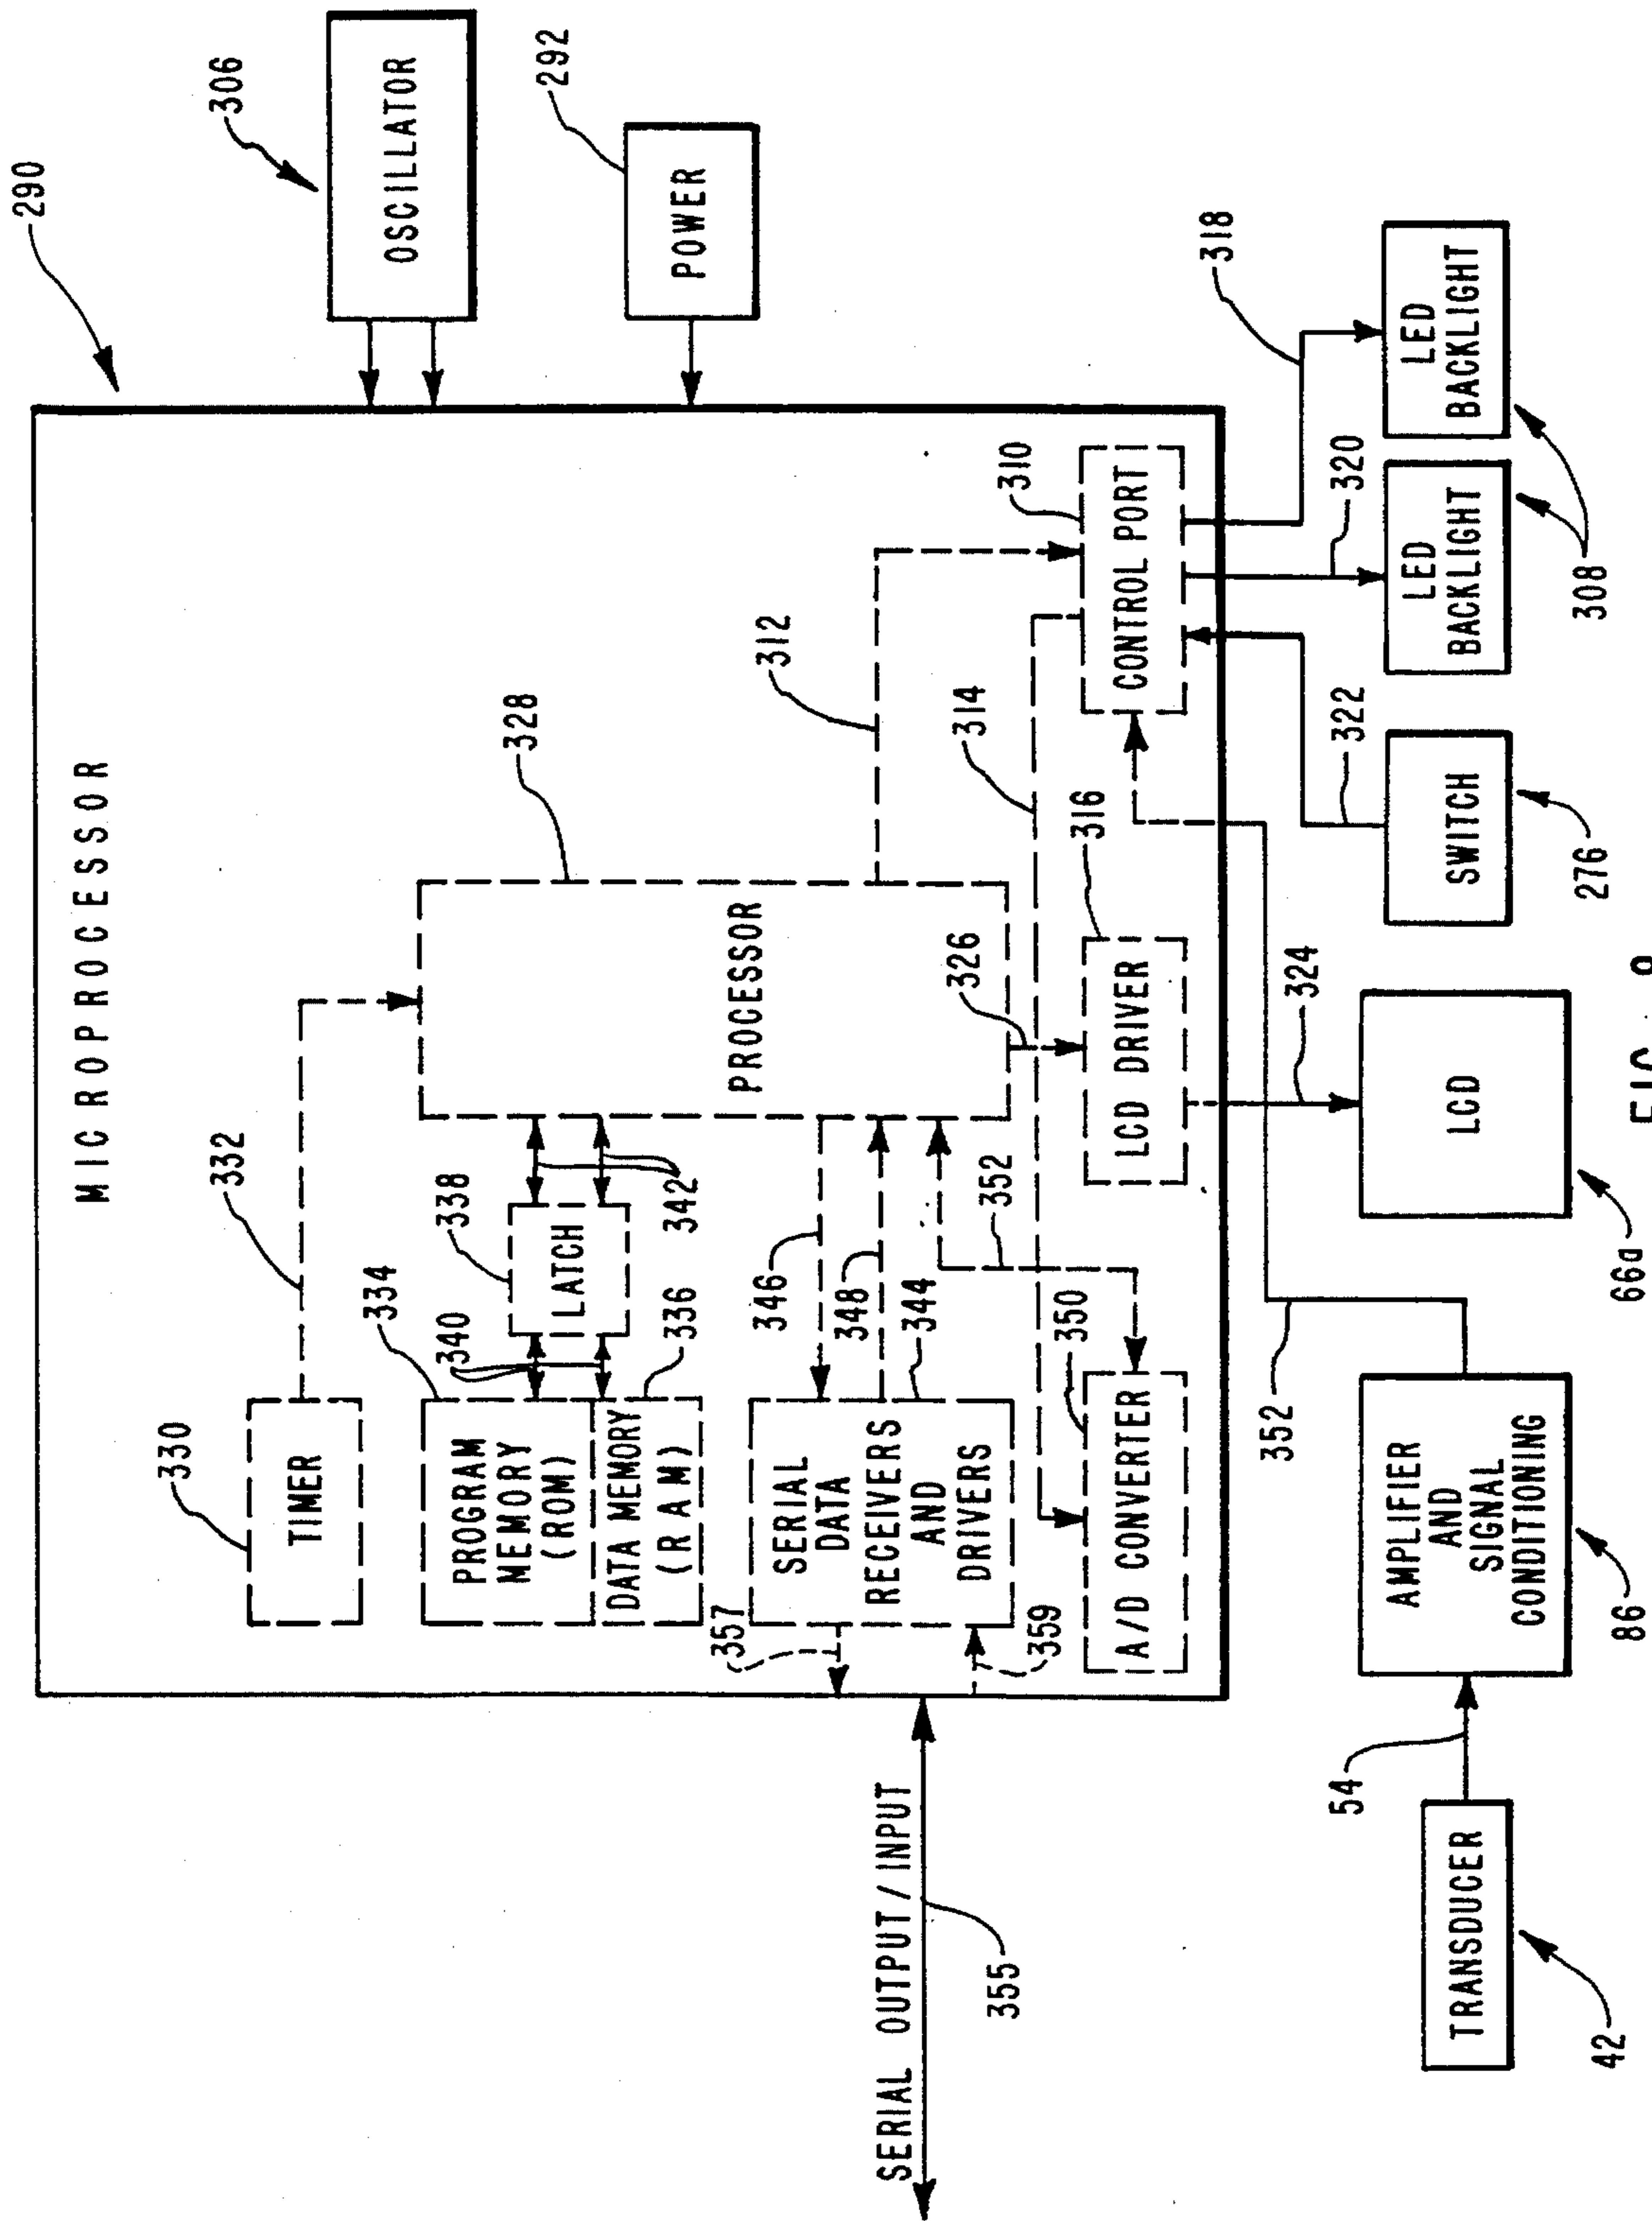 MICROPROCESSOR
290
OSCILLATOR
306
POWER
292
TIMER
330
332
PROGRAM
MEMORY
(ROM)
334
DATA MEMORY
(RAM)
336
340
LATCH
338
342
PROCESSOR
328
312
SERIAL
DATA
RECEIVERS
AND
DRIVERS
344
346
348
357
359
352
326
314
A/D CONVERTER
350
LCD DRIVER
316
CONTROL PORT
310
SERIAL OUTPUT/INPUT
355
TRANSDUCER
42
54
AMPLIFIER
AND
SIGNAL
CONDITIONING
86
352
LCD
66a
324
SWITCH
276
322
LED
BACKLIGHT
320
LED
BACKLIGHT
318
308